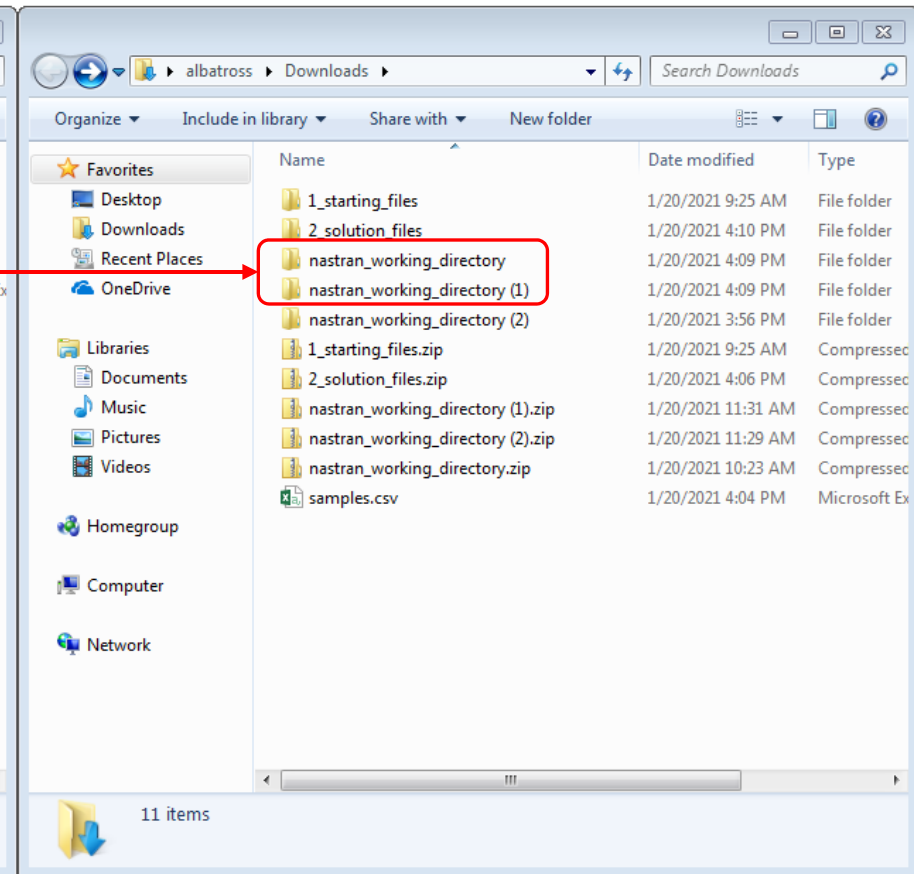 albatross Downloads Search Downloads
Organize Include in library Share with New folder
Name Date modified Type
Favorites
Desktop
Downloads
Recent Places
OneDrive
Libraries
Documents
Music
Pictures
Videos
Homegroup
Computer
Network
1_starting_files 1/20/2021 9:25 AM File folder
2_solution_files 1/20/2021 4:10 PM File folder
nastran_working_directory 1/20/2021 4:09 PM File folder
nastran_working_directory (1) 1/20/2021 4:09 PM File folder
nastran_working_directory (2) 1/20/2021 3:56 PM File folder
1_starting_files.zip 1/20/2021 9:25 AM Compressed
2_solution_files.zip 1/20/2021 4:06 PM Compressed
nastran_working_directory (1).zip 1/20/2021 11:31 AM Compressed
nastran_working_directory (2).zip 1/20/2021 11:29 AM Compressed
nastran_working_directory.zip 1/20/2021 10:23 AM Compressed
samples.csv 1/20/2021 4:04 PM Microsoft Ex
11 items